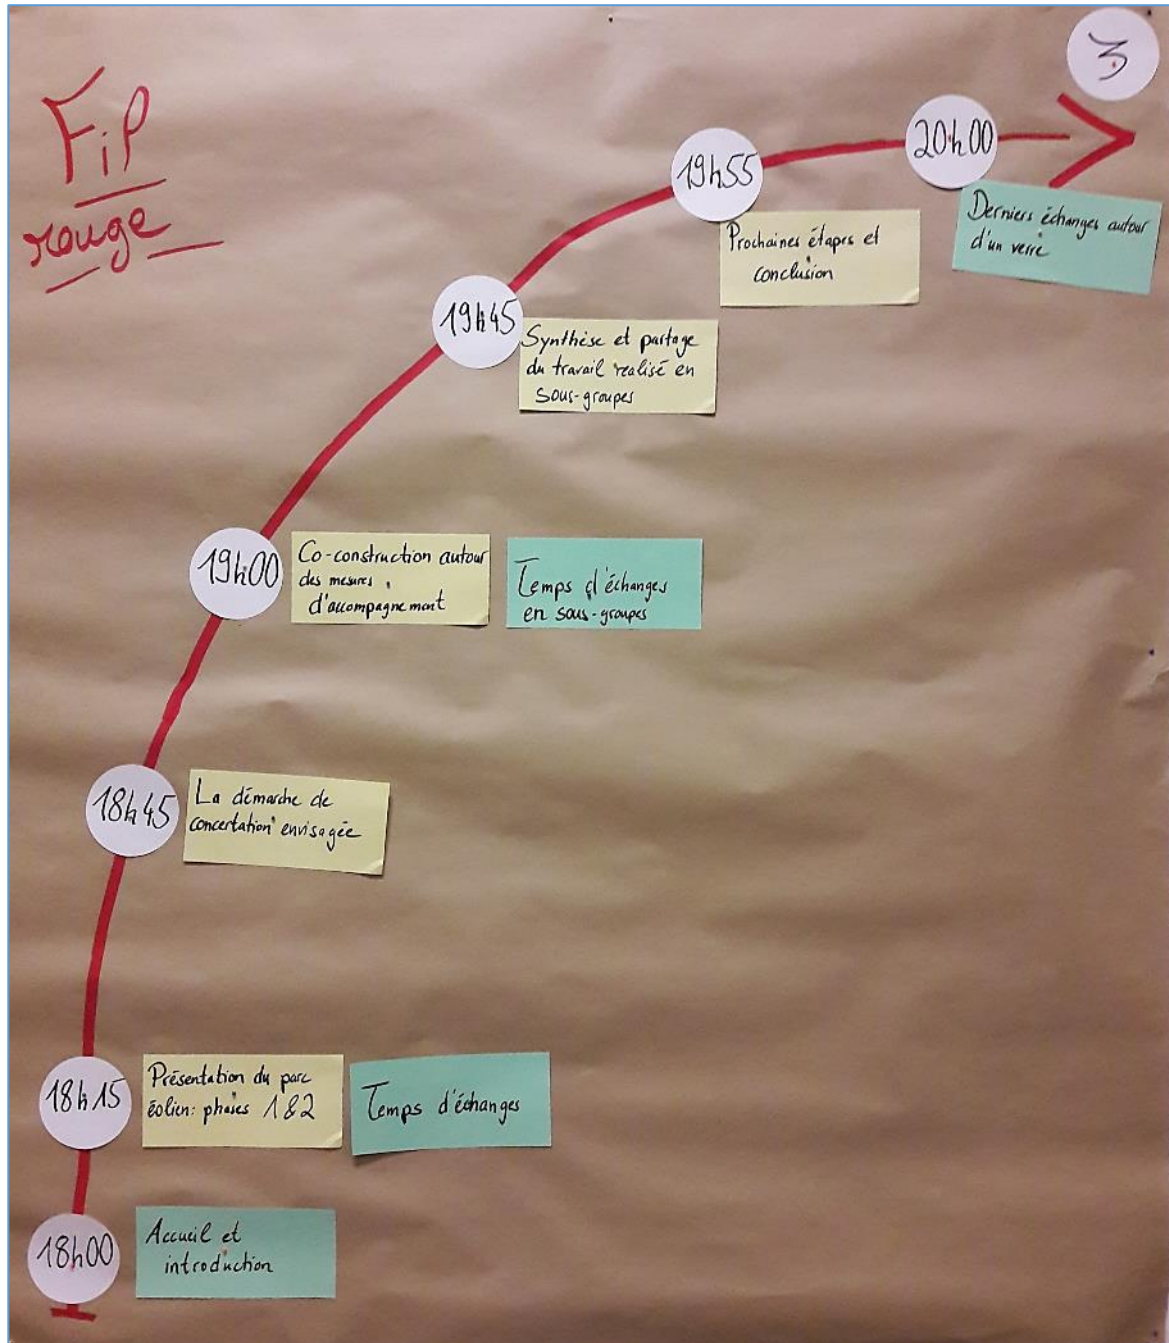 Fil
rouge
3
20h00
Derniers échanges autour
d'un verre
19h55
Prochaines étapes et
conclusion
19h45
Synthèse et partage
du travail realisé en
sous-groupes
19h00
Co-construction autour
des mesures
d'accompagnement
Temps d'échanges
en sous-groupes
18h45
La démarche de
concertation envisagée
18h15
Présentation du parc
éolien: phases 1&2
Temps d'échanges
18h00
Accueil et
introduction